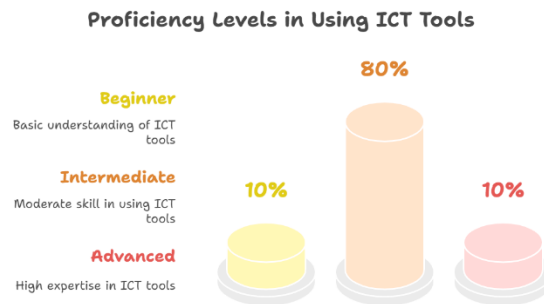 Proficiency Levels in Using ICT Tools
80%
Beginner
Basic understanding of ICT
tools
Intermediate
10%
Moderate skill in using ICT
tools
10%
Advanced
High expertise in ICT tools